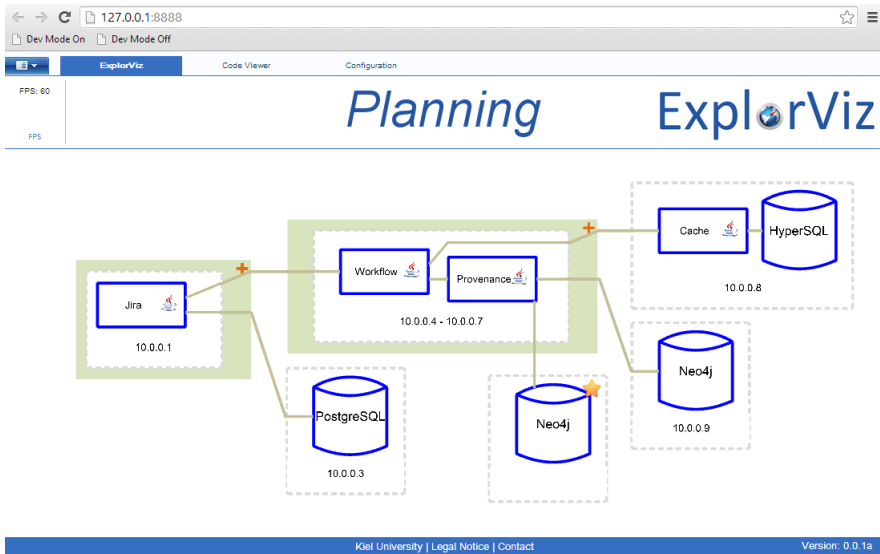 127.0.0.1:8888
Dev Mode On Dev Mode Off
ExplorViz Code Viewer Configuration
FPS: 60
FPS
Planning
ExplorViz
Jira
10.0.0.1
Workflow
Provenance
10.0.0.4 - 10.0.0.7
Cache
HyperSQL
10.0.0.8
PostgreSQL
10.0.0.3
Neo4j
Neo4j
10.0.0.9
Kiel University | Legal Notice | Contact
Version: 0.0.1a